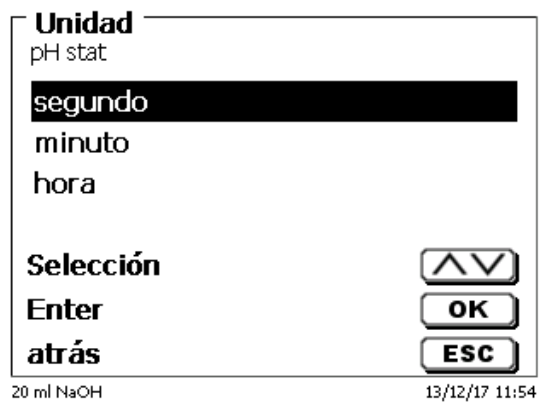 Unidad
pH stat
segundo
minuto
hora
Selección
Enter OK
atrás ESC
20 ml NaOH 13/12/17 11:54